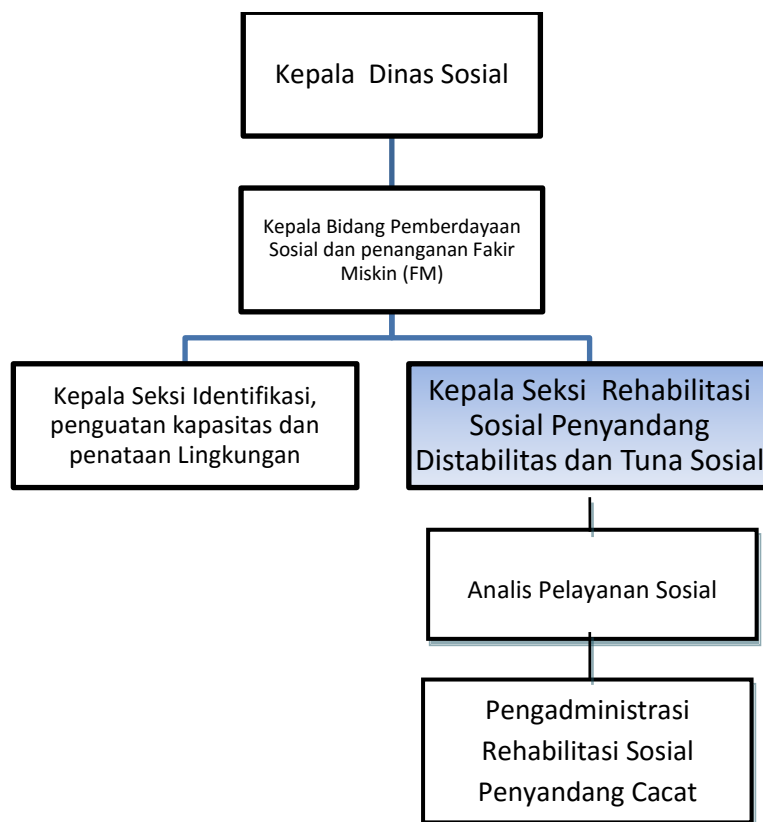 Kepala Dinas Sosial
Kepala Bidang Pemberdayaan
Sosial dan penanganan Fakir
Miskin (FM)
Kepala Seksi Identifikasi,
penguatan kapasitas dan
penataan Lingkungan
Kepala Seksi Rehabilitasi
Sosial Penyandang
Distabilitas dan Tuna Sosial
Analis Pelayanan Sosial
Pengadministrasi
Rehabilitasi Sosial
Penyandang Cacat